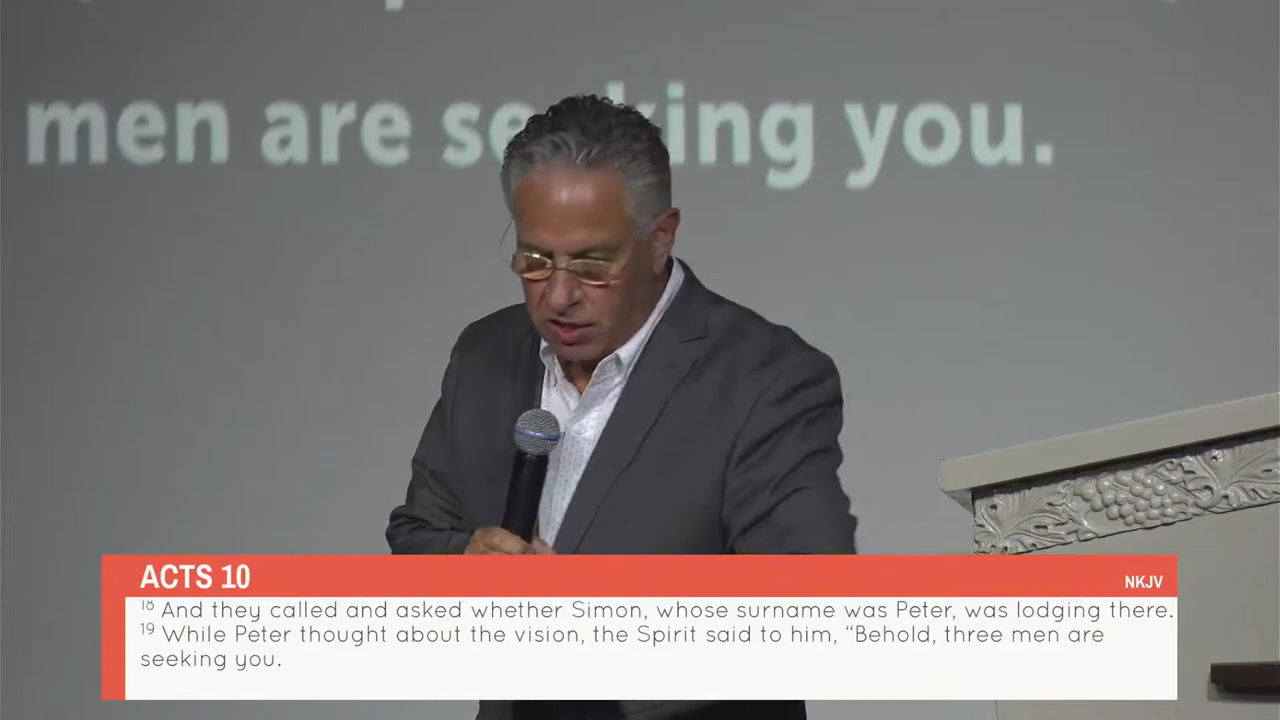 men are seeking you.
ACTS 10
NKJV
18 And they called and asked whether Simon, whose surname was Peter, was lodging there.
19 While Peter thought about the vision, the Spirit said to him, “Behold, three men are
seeking you.